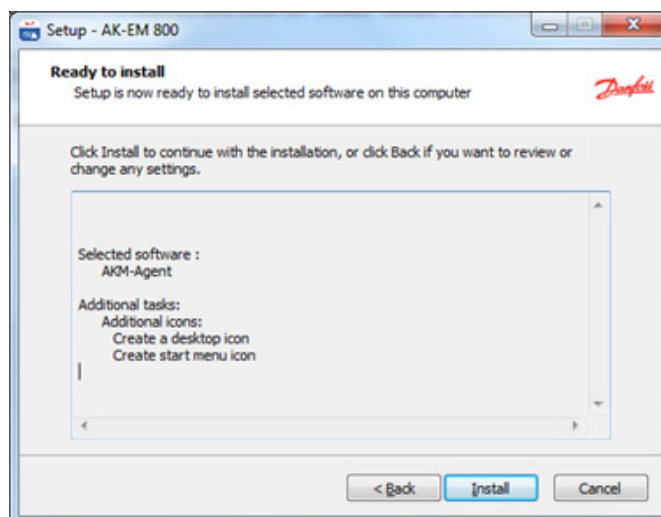 Setup - AK-EM 800
Ready to install
Setup is now ready to install selected software on this computer
Danfoss
Click Install to continue with the installation, or click Back if you want to review or
change any settings.
Selected software :
AKM-Agent
Additional tasks:
Additional icons:
Create a desktop icon
Create start menu icon
< Back
Install
Cancel